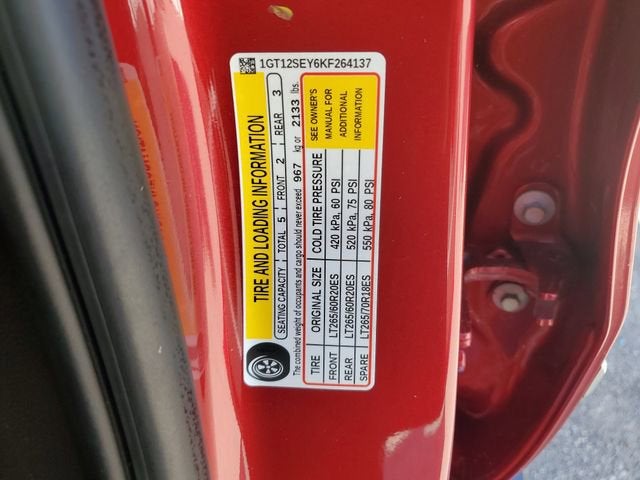 1GT12SEY6KF264137
TIRE AND LOADING INFORMATION
SEATING CAPACITY TOTAL 5 FRONT 2 REAR 3
The combined weight of occupants and cargo should never exceed 967 kg or 2133 lbs.
TIRE ORIGINAL SIZE COLD TIRE PRESSURE
FRONT LT265/60R20ES 420 kPa, 60 PSI
REAR LT265/60R20ES 520 kPa, 75 PSI
SPARE LT265/70R18ES 550 kPa, 80 PSI
SEE OWNER'S
MANUAL FOR
ADDITIONAL
INFORMATION